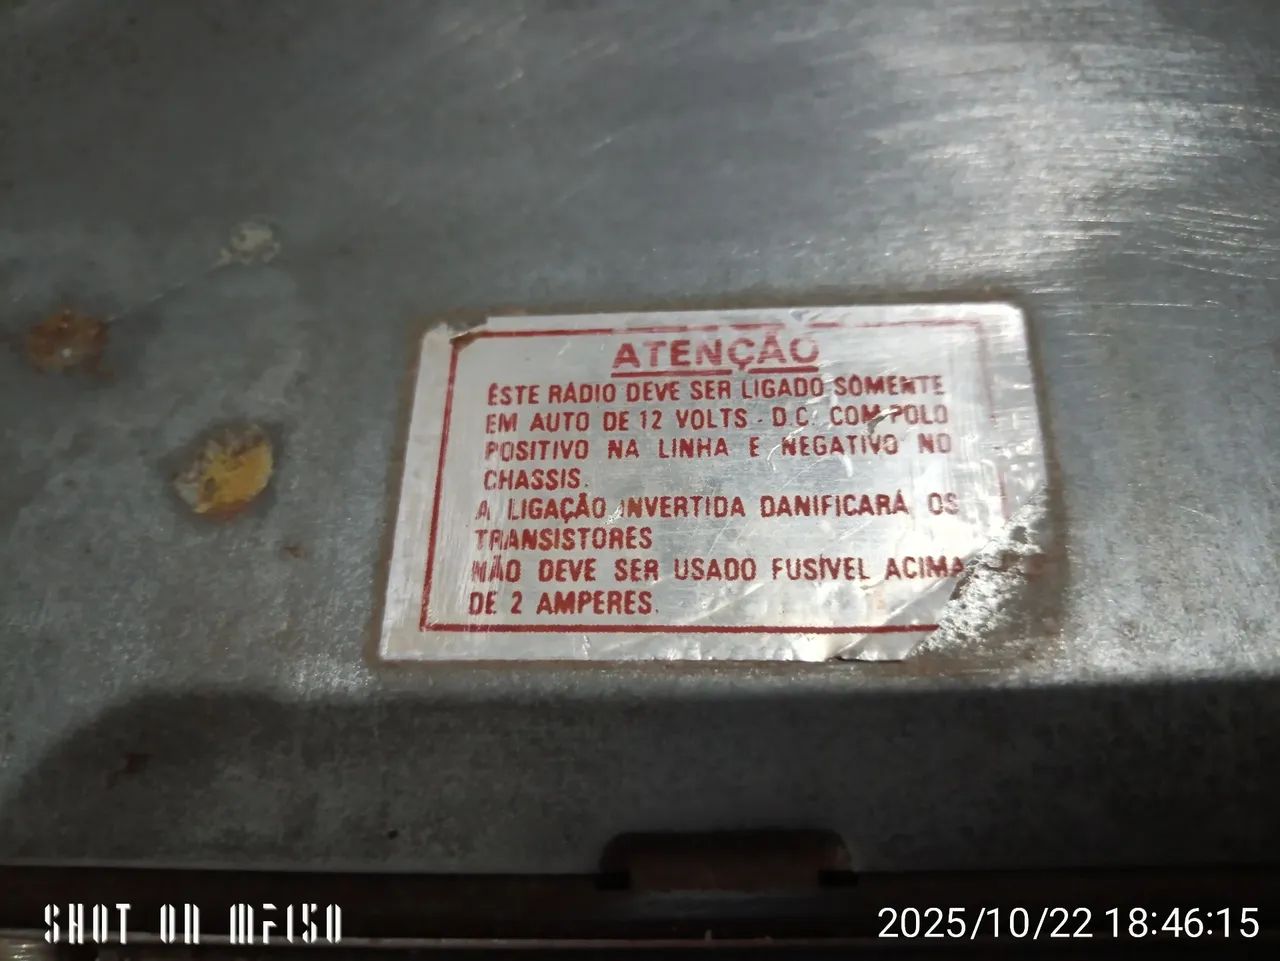 ATENÇÃO
ÊSTE RÁDIO DEVE SER LIGADO SOMENTE
EM AUTO DE 12 VOLTS - D.C. COM POLO
POSITIVO NA LINHA E NEGATIVO NO
CHASSIS.
A LIGAÇÃO INVERTIDA DANIFICARÁ OS
TRANSISTORES
NÃO DEVE SER USADO FUSÍVEL ACIMA
DE 2 AMPERES.
SHOT ON MF150
2025/10/22 18:46:15